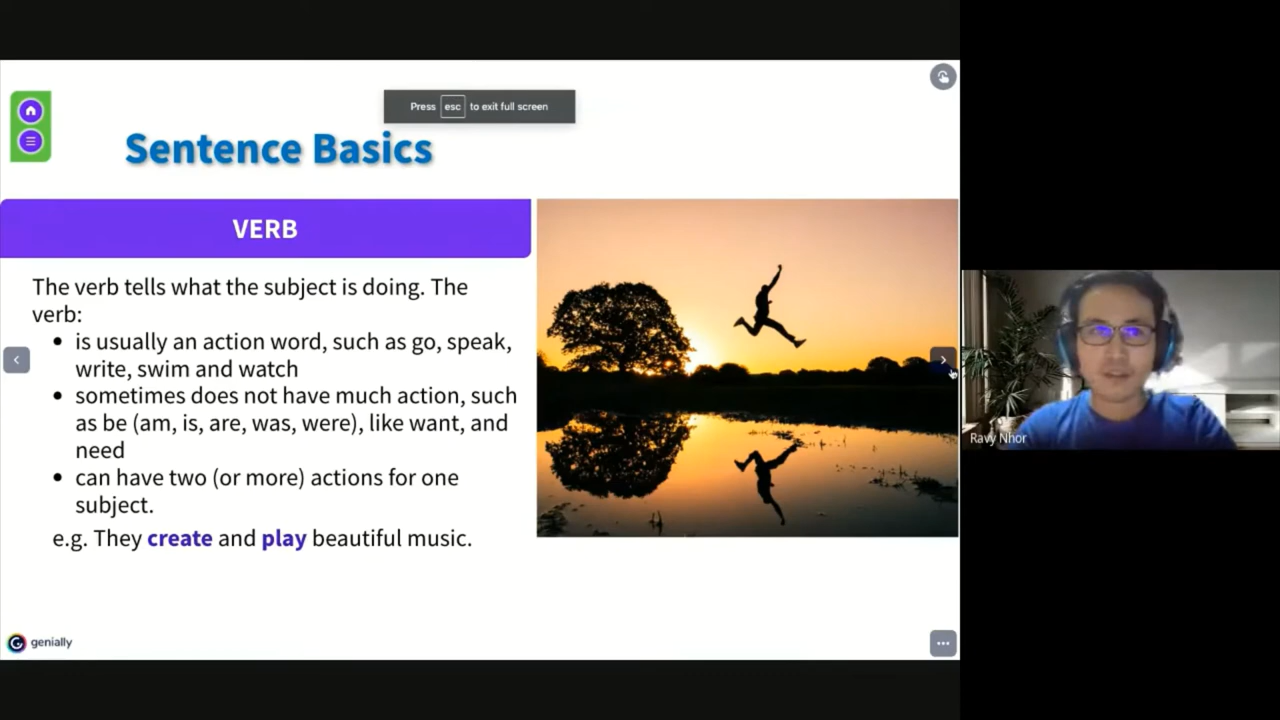 Press esc to exit full screen
Sentence Basics
VERB
The verb tells what the subject is doing. The
verb:
• is usually an action word, such as go, speak,
write, swim and watch
• sometimes does not have much action, such
as be (am, is, are, was, were), like want, and
need
• can have two (or more) actions for one
subject.
e.g. They create and play beautiful music.
genially
Ravy Nhor